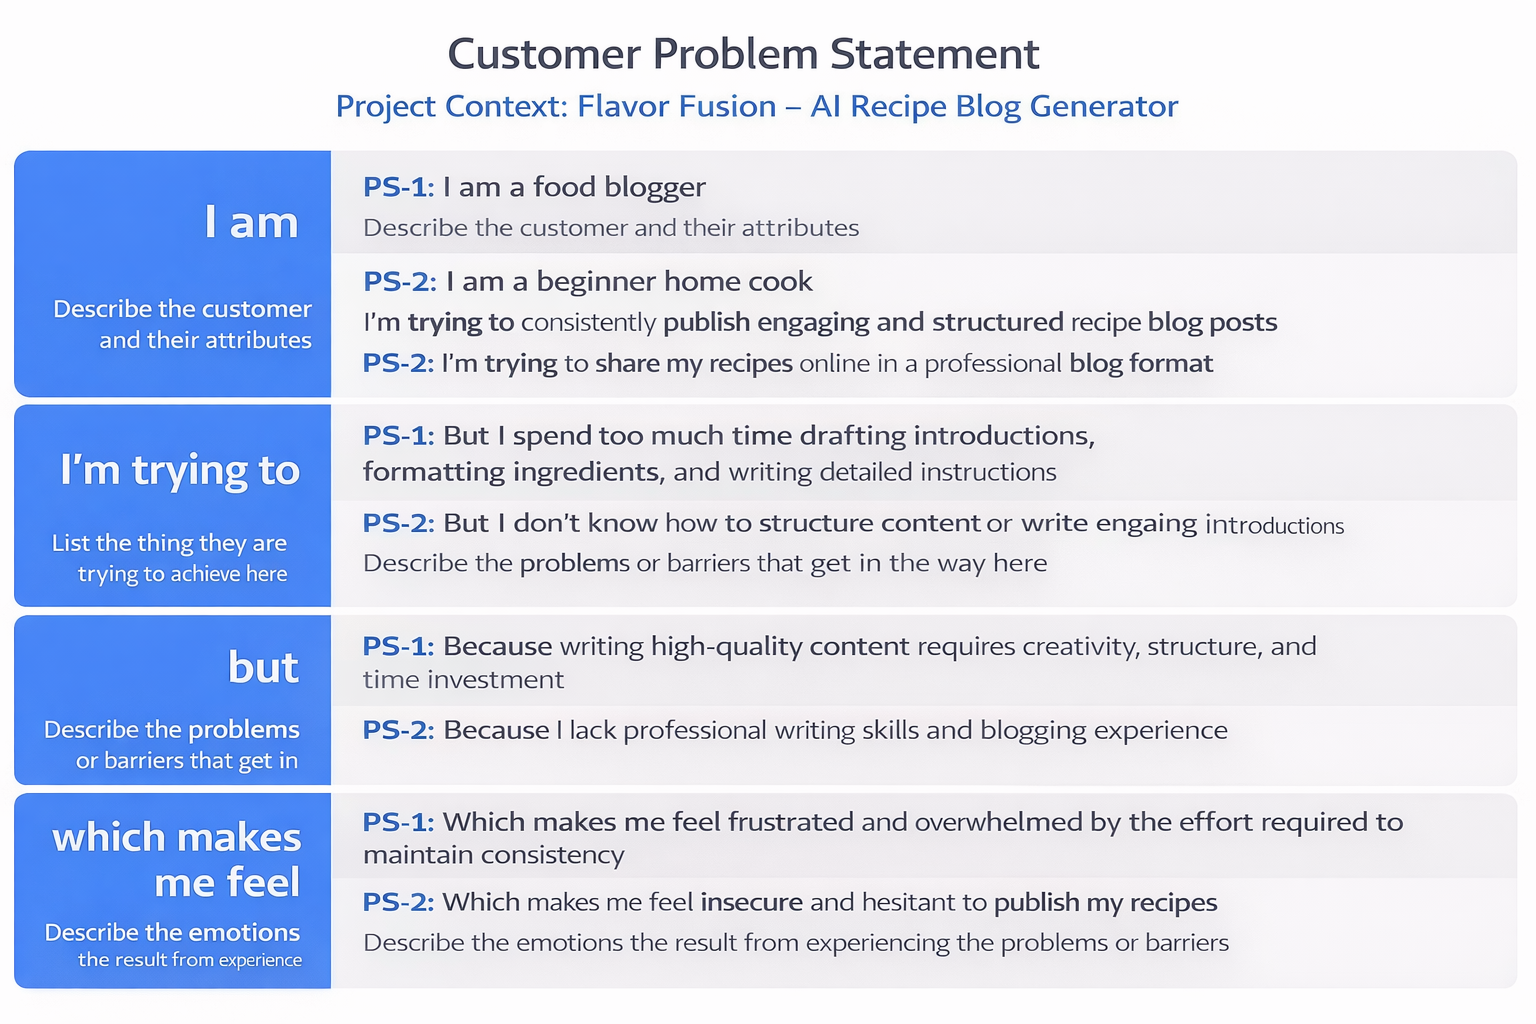 Customer Problem Statement
Project Context: Flavor Fusion – AI Recipe Blog Generator
I am
Describe the customer
and their attributes
PS-1: I am a food blogger
Describe the customer and their attributes
PS-2: I am a beginner home cook
I'm trying to consistently publish engaging and structured recipe blog posts
PS-2: I'm trying to share my recipes online in a professional blog format
I'm trying to
List the thing they are
trying to achieve here
PS-1: But I spend too much time drafting introductions,
formatting ingredients, and writing detailed instructions
PS-2: But I don't know how to structure content or write engaing introductions
Describe the problems or barriers that get in the way here
but
Describe the problems
or barriers that get in
PS-1: Because writing high-quality content requires creativity, structure, and
time investment
PS-2: Because I lack professional writing skills and blogging experience
which makes
me feel
Describe the emotions
the result from experience
PS-1: Which makes me feel frustrated and overwhelmed by the effort required to
maintain consistency
PS-2: Which makes me feel insecure and hesitant to publish my recipes
Describe the emotions the result from experiencing the problems or barriers